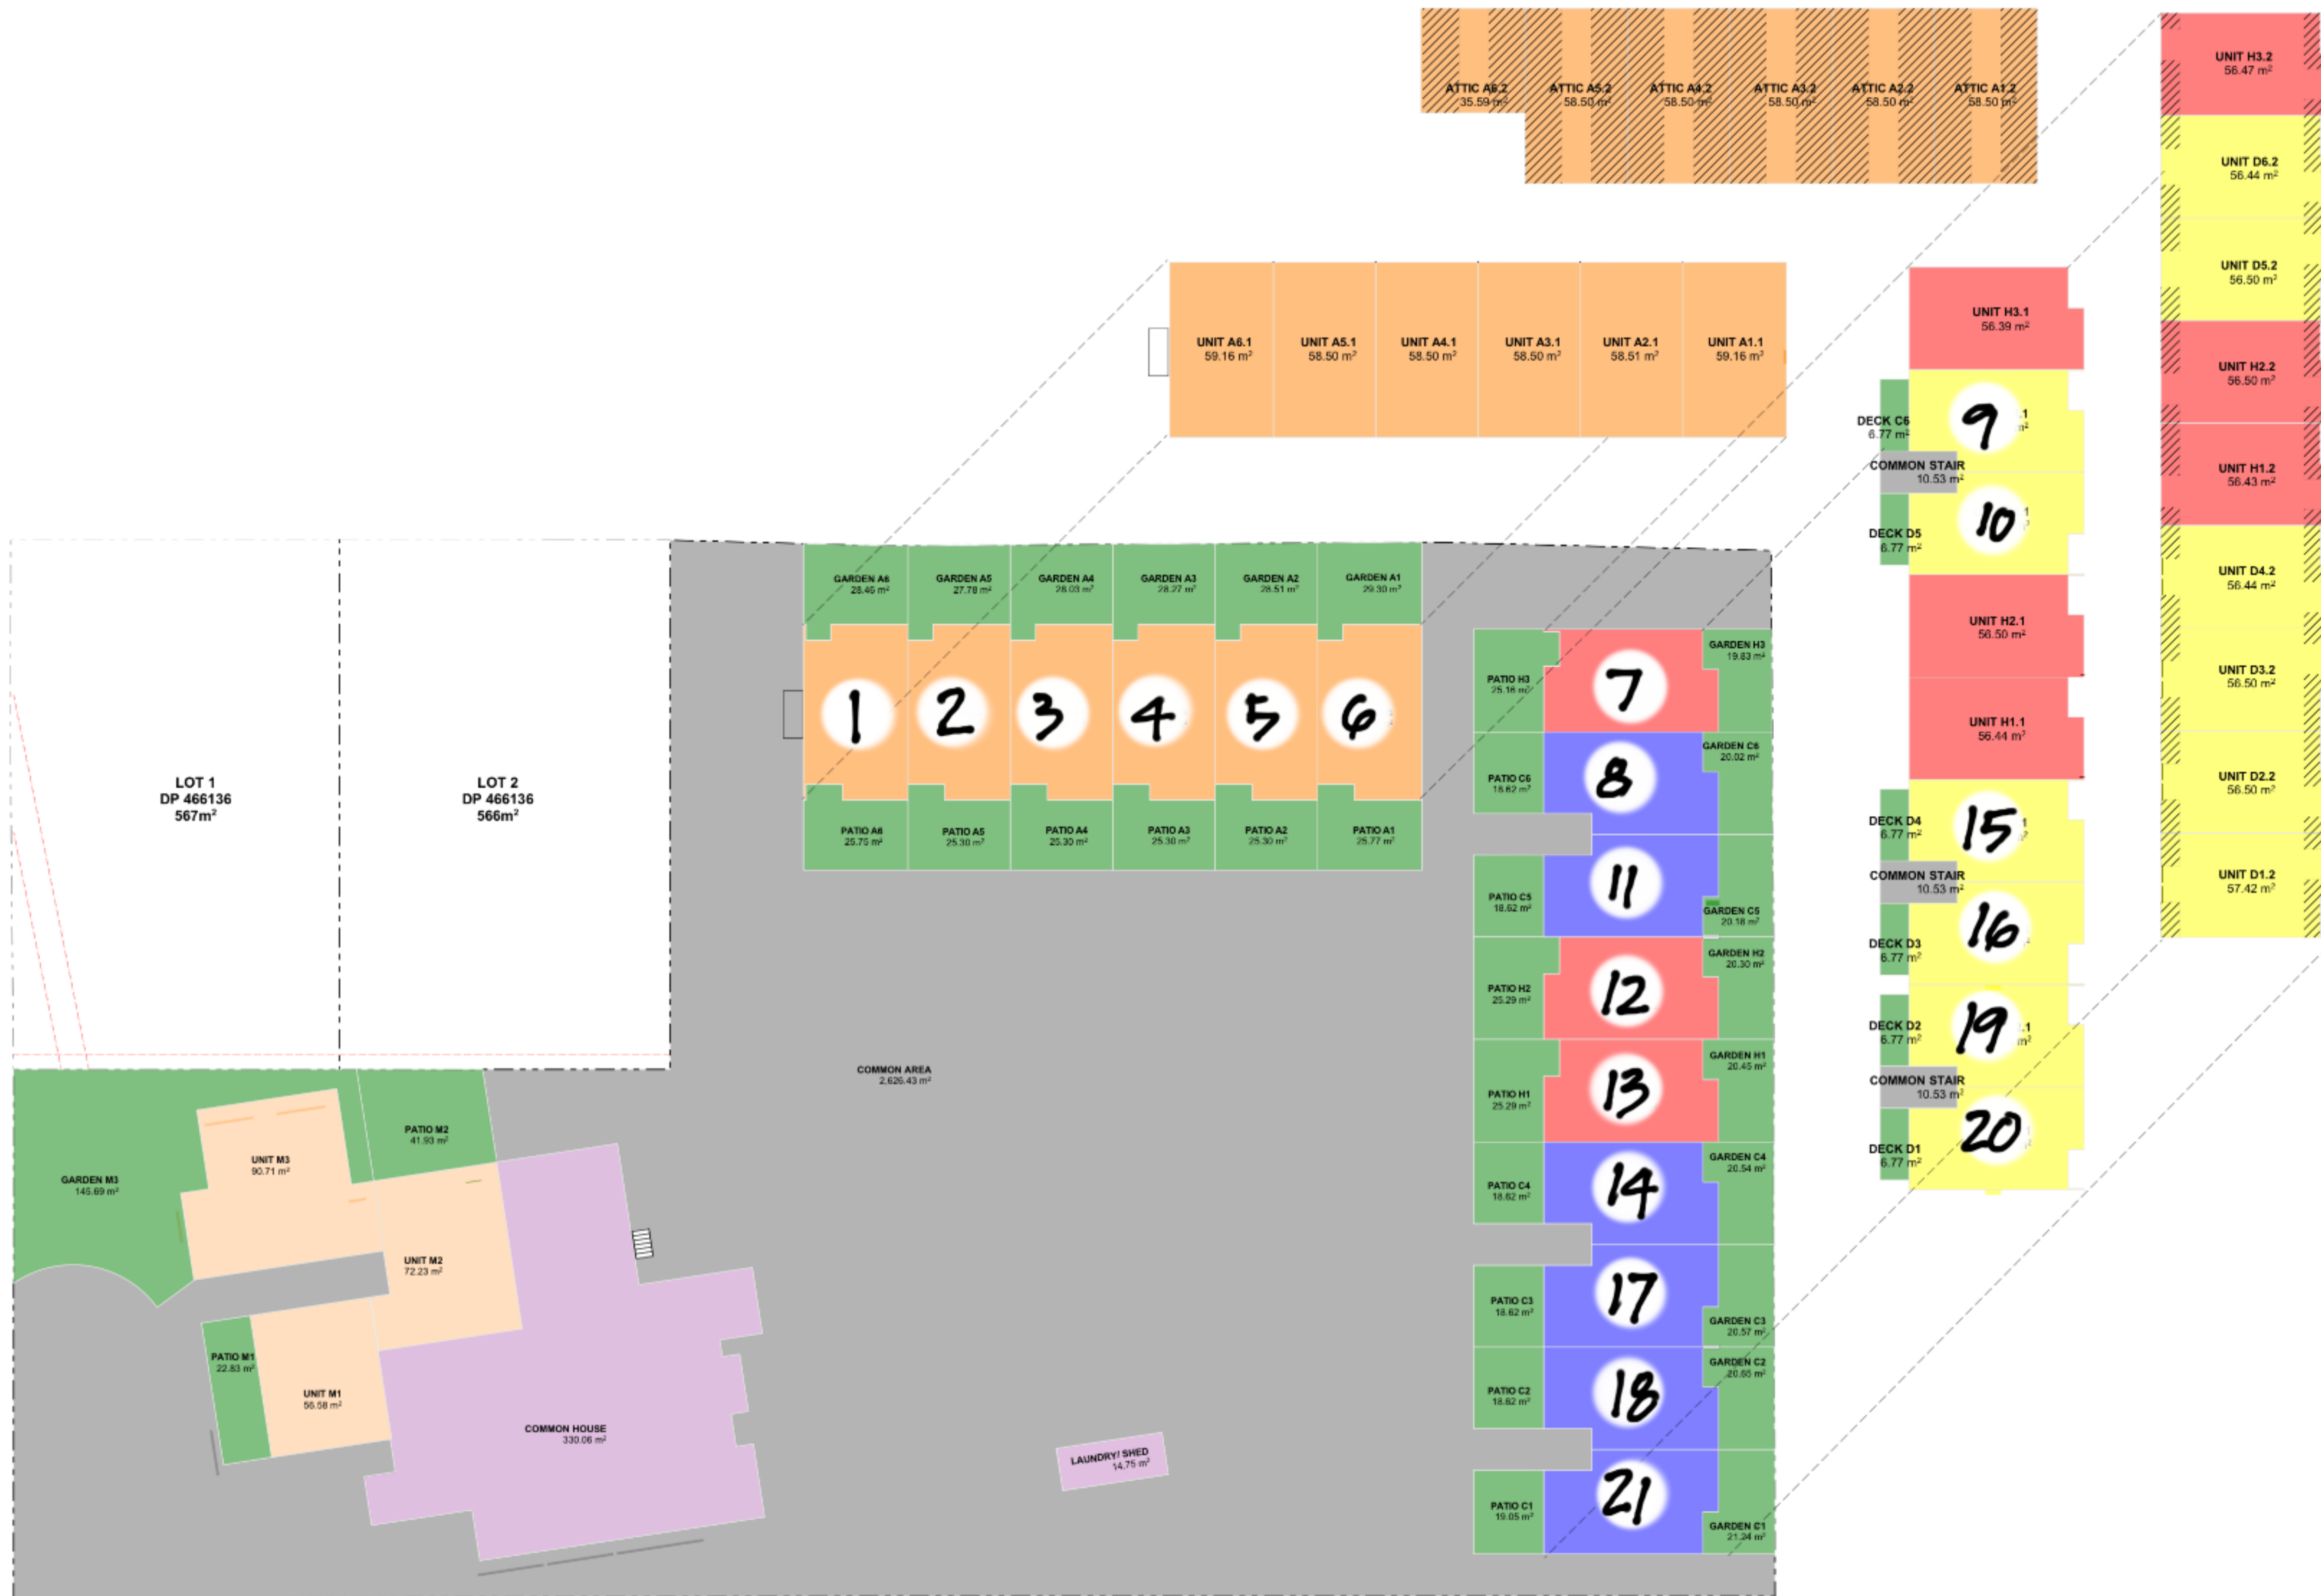 ATTIC A6.2
35.59 m²
ATTIC A5.2
58.50 m²
ATTIC A4.2
58.50 m²
ATTIC A3.2
58.50 m²
ATTIC A2.2
58.50 m²
ATTIC A1.2
58.50 m²
UNIT H3.2
56.47 m²
UNIT D6.2
56.44 m²
UNIT D5.2
56.50 m²
UNIT H2.2
56.50 m²
UNIT H1.2
56.43 m²
UNIT D4.2
56.44 m²
UNIT D3.2
56.50 m²
UNIT D2.2
56.50 m²
UNIT D1.2
57.42 m²
UNIT A6.1
59.16 m²
UNIT A5.1
58.50 m²
UNIT A4.1
58.50 m²
UNIT A3.1
58.50 m²
UNIT A2.1
58.51 m²
UNIT A1.1
59.16 m²
UNIT H3.1
56.39 m²
DECK C6
6.77 m²
9
COMMON STAIR
10.53 m²
10
DECK D5
6.77 m²
UNIT H2.1
56.50 m²
UNIT H1.1
56.44 m²
DECK D4
6.77 m²
15
COMMON STAIR
10.53 m²
16
DECK D3
6.77 m²
DECK D2
6.77 m²
19
COMMON STAIR
10.53 m²
20
DECK D1
6.77 m²
GARDEN A6
28.46 m²
GARDEN A5
27.78 m²
GARDEN A4
28.03 m²
GARDEN A3
28.27 m²
GARDEN A2
28.51 m²
GARDEN A1
29.30 m²
1
2
3
4
5
6
PATIO A6
25.75 m²
PATIO A5
25.30 m²
PATIO A4
25.30 m²
PATIO A3
25.30 m²
PATIO A2
25.30 m²
PATIO A1
25.77 m²
LOT 1
DP 466136
567m²
LOT 2
DP 466136
566m²
PATIO H3
25.16 m²
7
GARDEN H3
19.83 m²
PATIO C6
18.62 m²
8
GARDEN C6
20.02 m²
PATIO C5
18.62 m²
11
GARDEN C5
20.18 m²
PATIO H2
25.29 m²
12
GARDEN H2
20.30 m²
PATIO H1
25.29 m²
13
GARDEN H1
20.45 m²
PATIO C4
18.62 m²
14
GARDEN C4
20.54 m²
PATIO C3
18.62 m²
17
GARDEN C3
20.57 m²
PATIO C2
18.62 m²
18
GARDEN C2
20.65 m²
PATIO C1
19.05 m²
21
GARDEN C1
21.24 m²
COMMON AREA
2,626.43 m²
GARDEN M3
145.69 m²
UNIT M3
90.71 m²
PATIO M2
41.93 m²
UNIT M2
72.23 m²
PATIO M1
22.83 m²
UNIT M1
56.58 m²
COMMON HOUSE
330.06 m²
LAUNDRY/ SHED
14.75 m²